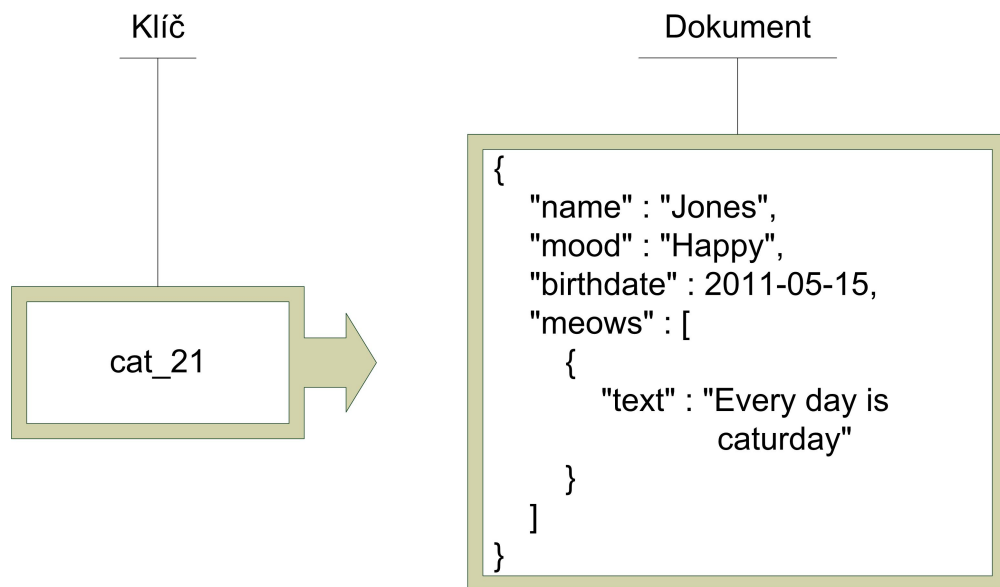 Klíč
Dokument
cat_21
{
"name" : "Jones",
"mood" : "Happy",
"birthdate" : 2011-05-15,
"meows" : [
{
"text" : "Every day is
caturday"
}
]
}